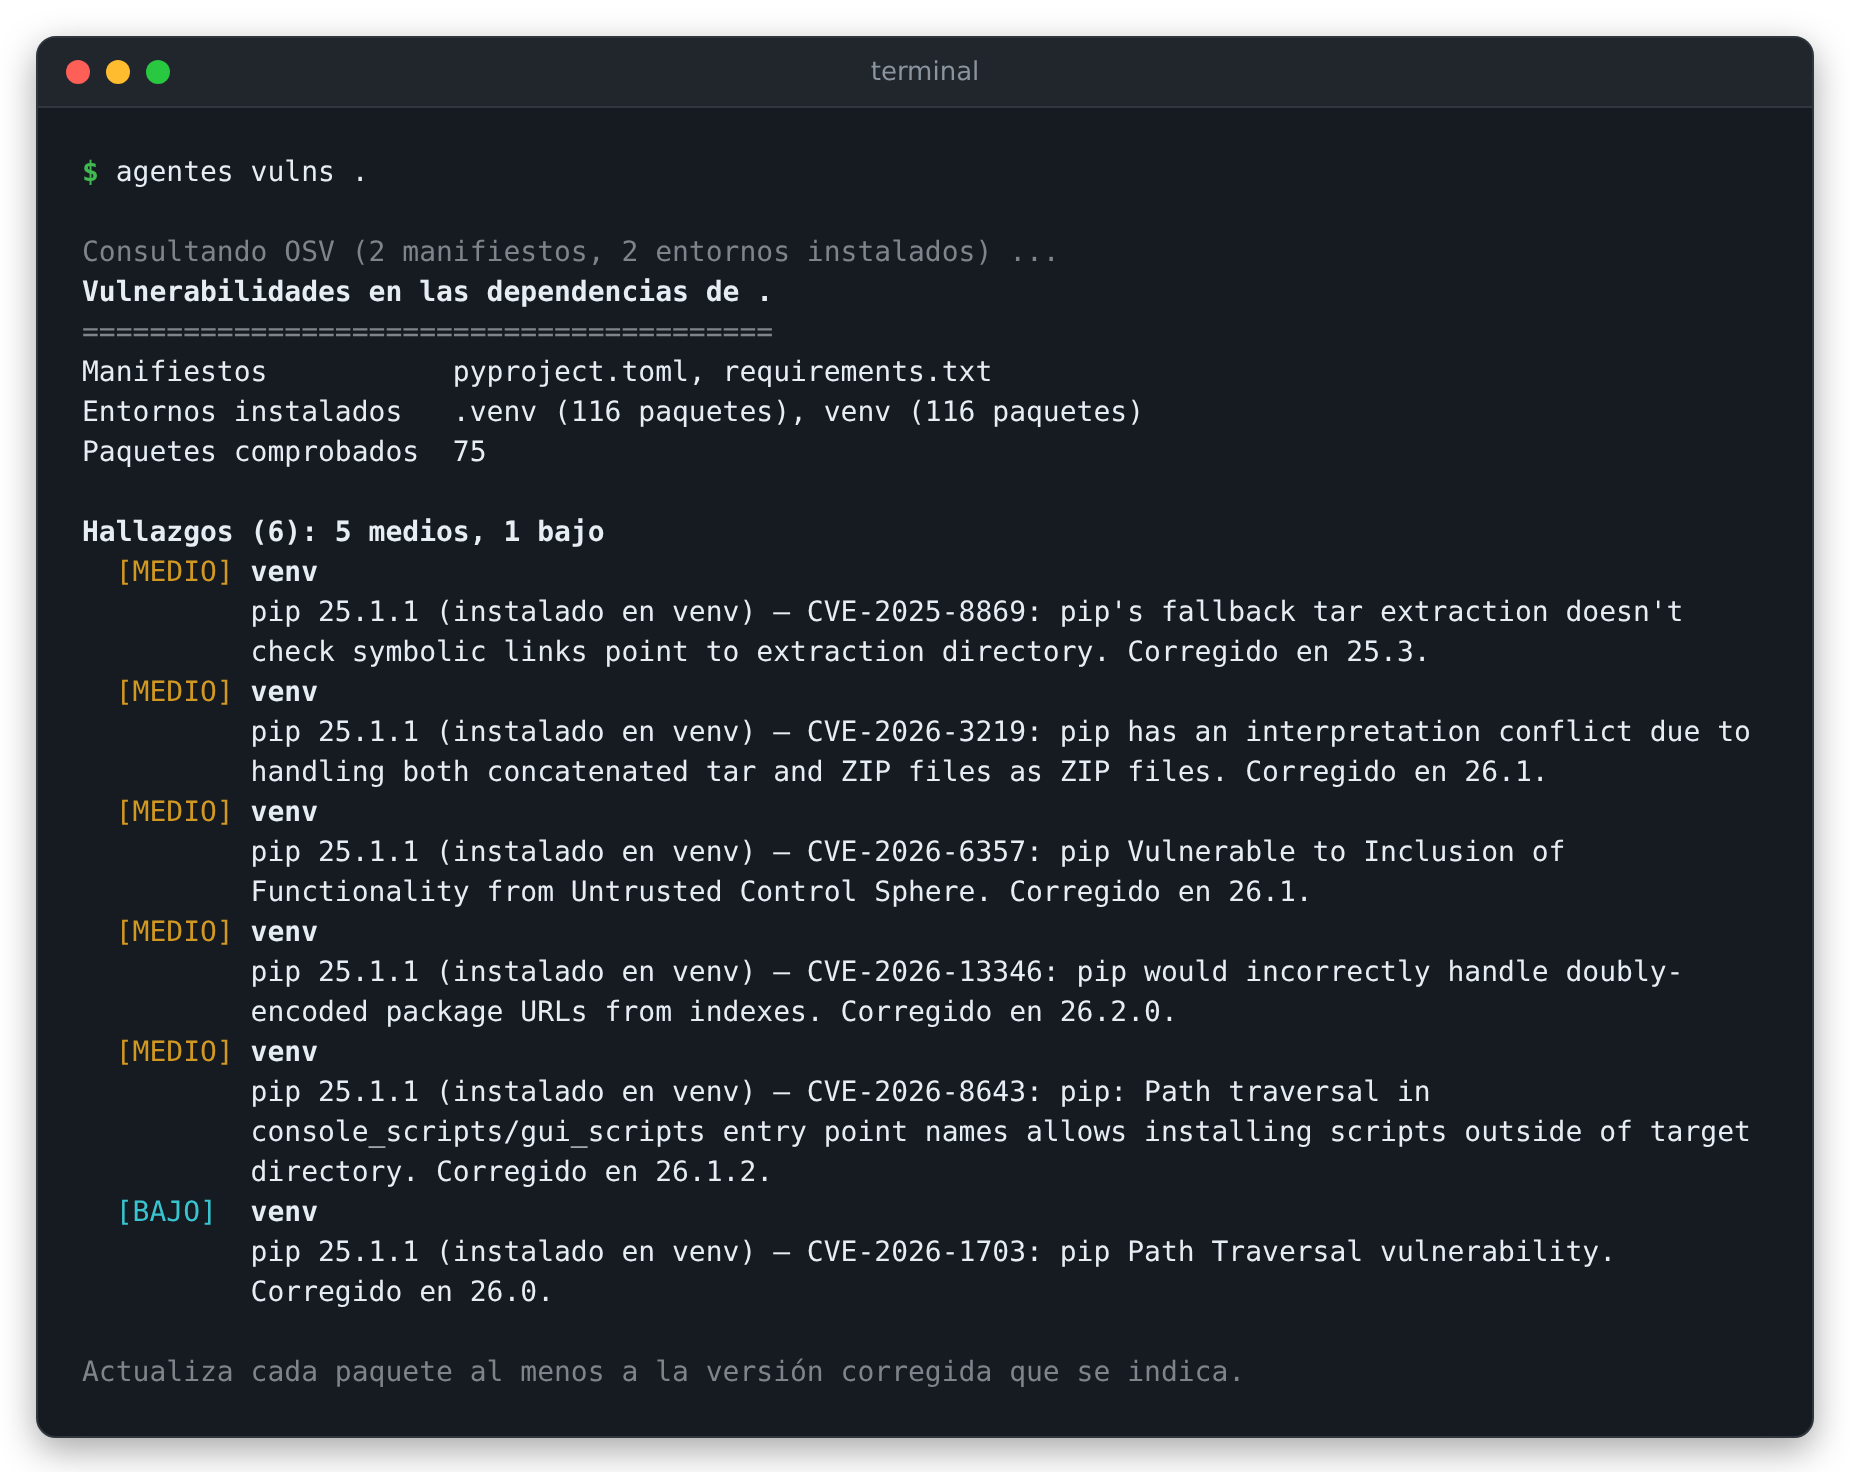 terminal
$ agentes vulns .
Consultando OSV (2 manifiestos, 2 entornos instalados) ...
Vulnerabilidades en las dependencias de .
=========================================
Manifiestos           pyproject.toml, requirements.txt
Entornos instalados   .venv (116 paquetes), venv (116 paquetes)
Paquetes comprobados  75
Hallazgos (6): 5 medios, 1 bajo
[MEDIO] venv
pip 25.1.1 (instalado en venv) — CVE-2025-8869: pip's fallback tar extraction doesn't
check symbolic links point to extraction directory. Corregido en 25.3.
[MEDIO] venv
pip 25.1.1 (instalado en venv) — CVE-2026-3219: pip has an interpretation conflict due to
handling both concatenated tar and ZIP files as ZIP files. Corregido en 26.1.
[MEDIO] venv
pip 25.1.1 (instalado en venv) — CVE-2026-6357: pip Vulnerable to Inclusion of
Functionality from Untrusted Control Sphere. Corregido en 26.1.
[MEDIO] venv
pip 25.1.1 (instalado en venv) — CVE-2026-13346: pip would incorrectly handle doubly-
encoded package URLs from indexes. Corregido en 26.2.0.
[MEDIO] venv
pip 25.1.1 (instalado en venv) — CVE-2026-8643: pip: Path traversal in
console_scripts/gui_scripts entry point names allows installing scripts outside of target
directory. Corregido en 26.1.2.
[BAJO]  venv
pip 25.1.1 (instalado en venv) — CVE-2026-1703: pip Path Traversal vulnerability.
Corregido en 26.0.
Actualiza cada paquete al menos a la versión corregida que se indica.